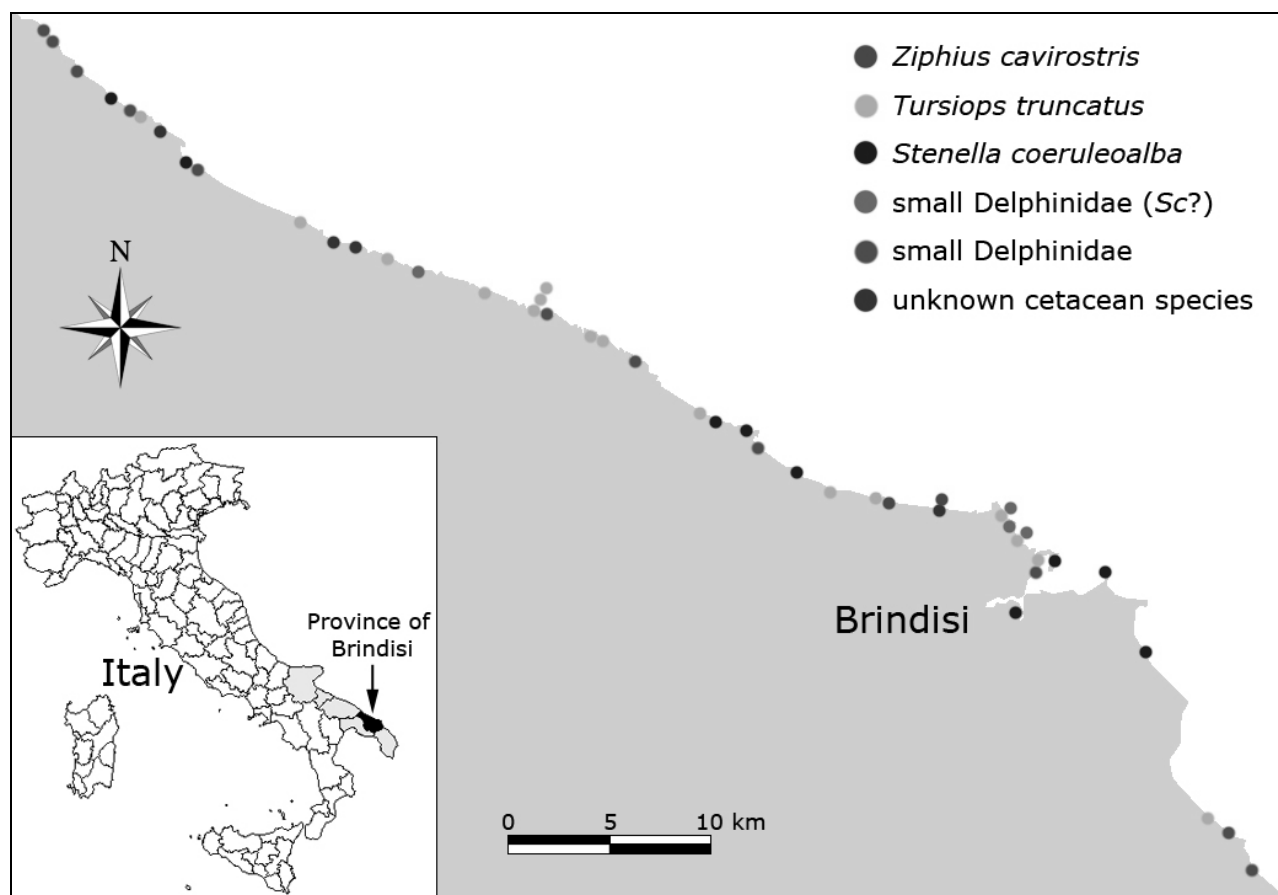 Ziphius cavirostris
Tursiops truncatus
Stenella coeruleoalba
small Delphinidae (Sc?)
small Delphinidae
unknown cetacean species
N
Brindisi
Province of
Brindisi
Italy
0 5 10 km